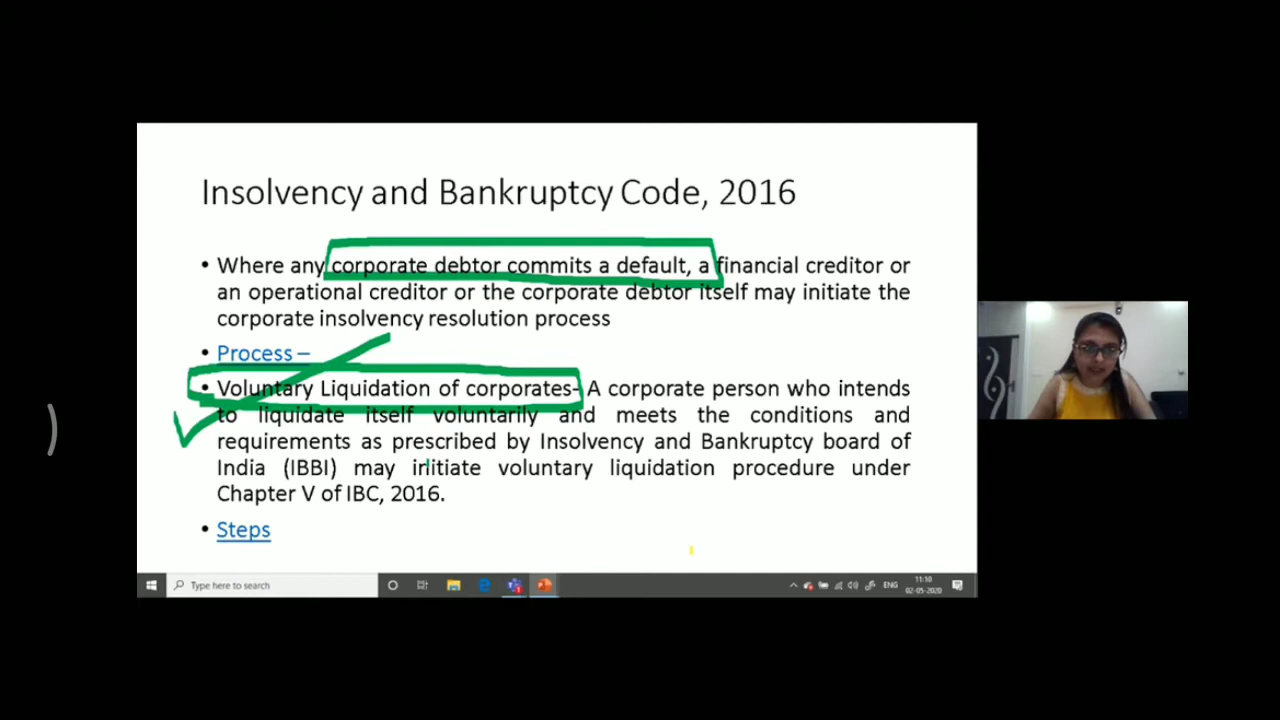 Insolvency and Bankruptcy Code, 2016
• Where any corporate debtor commits a default, a financial creditor or
an operational creditor or the corporate debtor itself may initiate the
corporate insolvency resolution process
• Process –
• Voluntary Liquidation of corporates- A corporate person who intends
to liquidate itself voluntarily and meets the conditions and
requirements as prescribed by Insolvency and Bankruptcy board of
India (IBBI) may initiate voluntary liquidation procedure under
Chapter V of IBC, 2016.
• Steps
Type here to search
ENG
11:10
02-05-2020